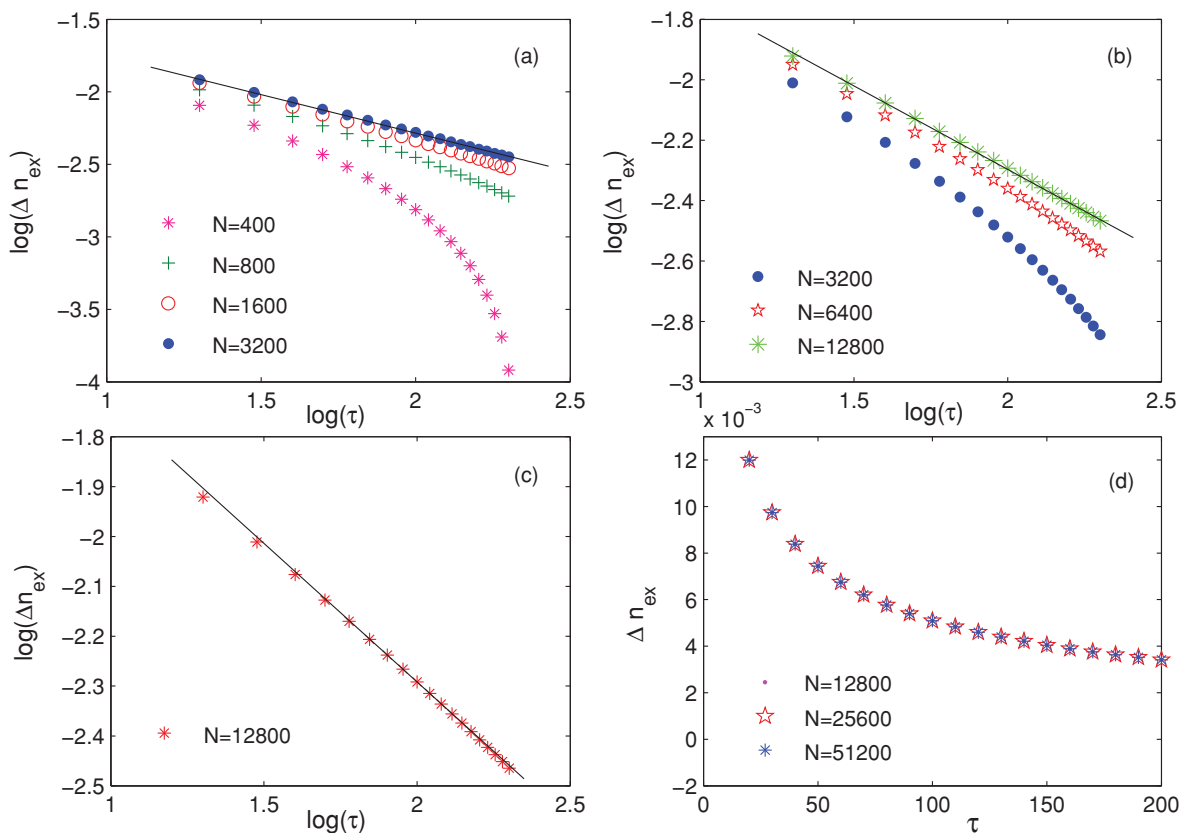 (a)
log(Δ n_ex)
-1.5
-2
-2.5
-3
-3.5
-4
N=400
N=800
N=1600
N=3200
1
1.5
2
2.5
log(τ)
(b)
log(Δ n_ex)
-1.8
-2
-2.2
-2.4
-2.6
-2.8
-3
N=3200
N=6400
N=12800
1
1.5
2
2.5
log(τ)
(c)
log(Δn_ex)
-1.8
-1.9
-2
-2.1
-2.2
-2.3
-2.4
-2.5
N=12800
1
1.5
2
2.5
log(τ)
x 10⁻³
(d)
Δ n_ex
12
10
8
6
4
2
0
-2
N=12800
N=25600
N=51200
0
50
100
150
200
τ